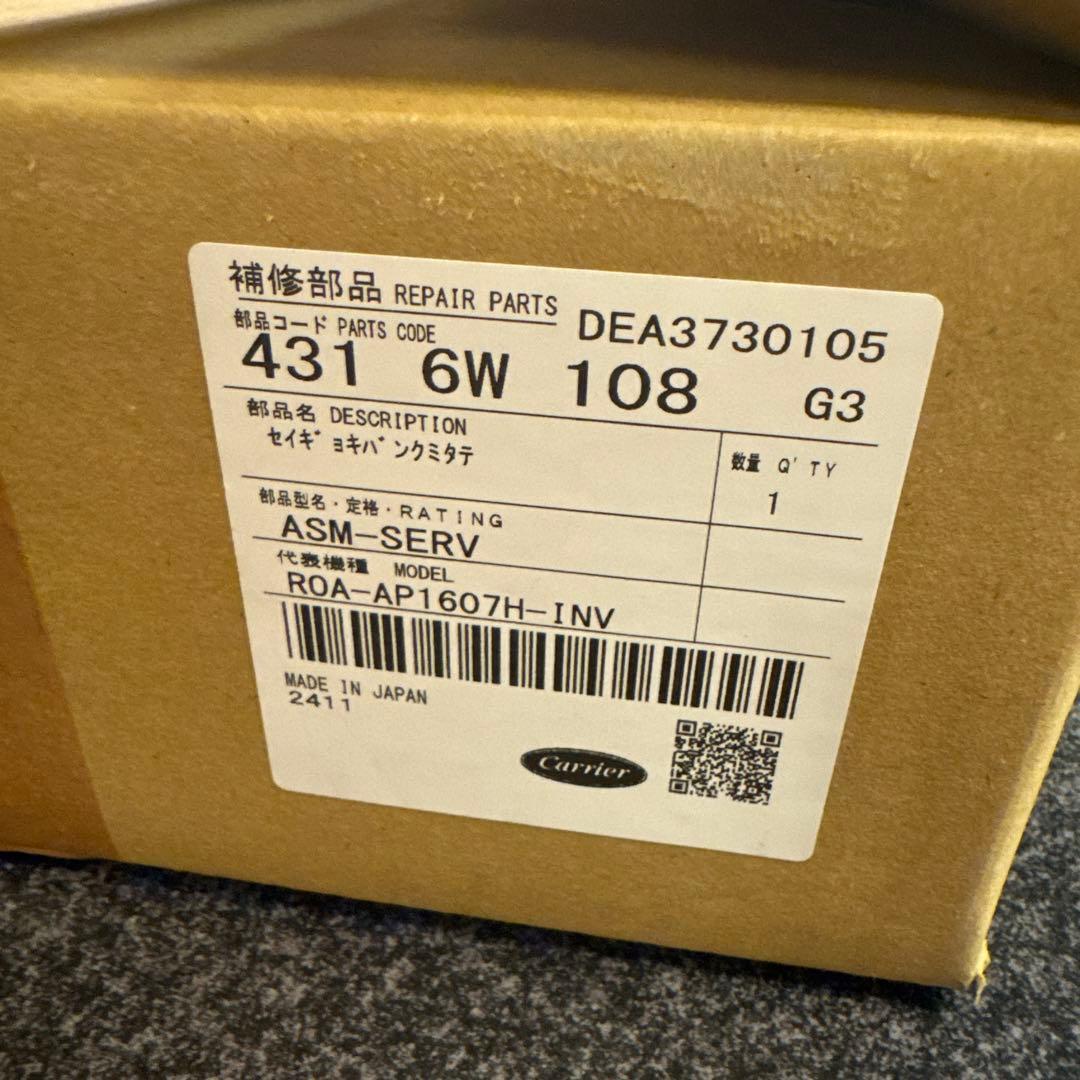 補修部品 REPAIR PARTS
DEA3730105
部品コード PARTS CODE
431 6W 108 G3
部品名 DESCRIPTION
セイギョキバンクミタテ
数量 Q'TY
1
部品型名・定格・RATING
ASM-SERV
代表機種 MODEL
ROA-AP1607H-INV
MADE IN JAPAN
2411
Carrier